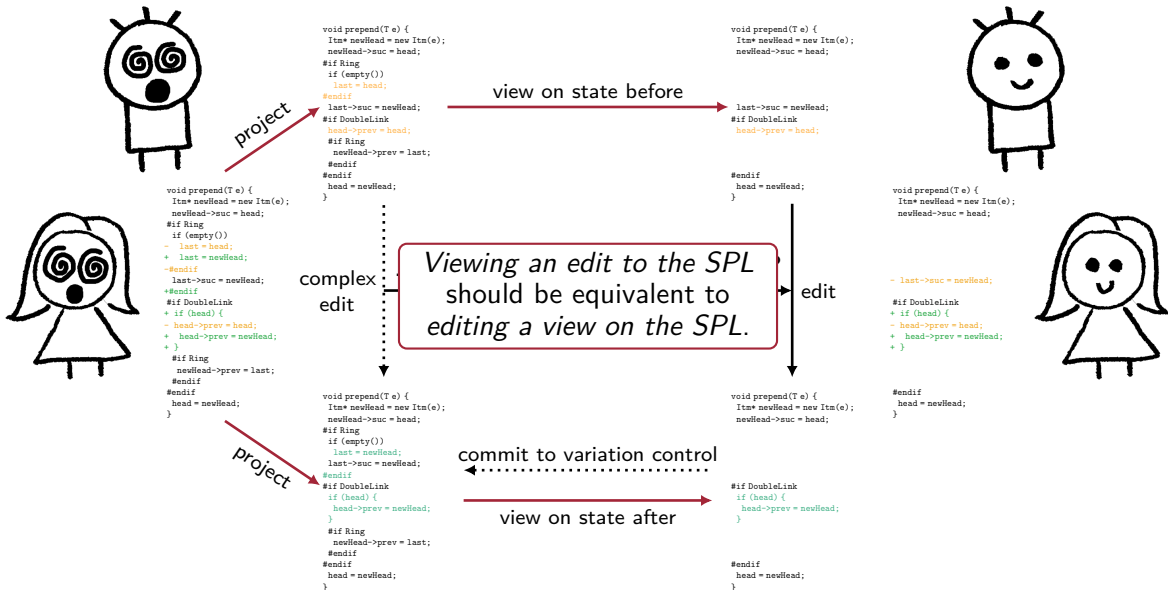 void prepend(T e) {
 Itm* newHead = new Itm(e);
 newHead->suc = head;
#if Ring
 if (empty())
  last = head;
#endif
 last->suc = newHead;
#if DoubleLink
 head->prev = head;
 #if Ring
  newHead->prev = last;
 #endif
#endif
 head = newHead;
}
project
view on state before
void prepend(T e) {
 Itm* newHead = new Itm(e);
 newHead->suc = head;
 last->suc = newHead;
#if DoubleLink
 head->prev = head;
#endif
 head = newHead;
}
void prepend(T e) {
 Itm* newHead = new Itm(e);
 newHead->suc = head;
#if Ring
 if (empty())
-  last = head;
+  last = newHead;
-#endif
 last->suc = newHead;
+#endif
#if DoubleLink
+ if (head) {
- head->prev = head;
+  head->prev = newHead;
+ }
 #if Ring
  newHead->prev = last;
 #endif
#endif
 head = newHead;
}
complex
edit
Viewing an edit to the SPL
should be equivalent to
editing a view on the SPL.
edit
void prepend(T e) {
 Itm* newHead = new Itm(e);
 newHead->suc = head;
- last->suc = newHead;
#if DoubleLink
+ if (head) {
- head->prev = head;
+  head->prev = newHead;
+ }
#endif
 head = newHead;
}
project
void prepend(T e) {
 Itm* newHead = new Itm(e);
 newHead->suc = head;
#if Ring
 if (empty())
  last = newHead;
 last->suc = newHead;
#endif
#if DoubleLink
 if (head) {
  head->prev = newHead;
 }
 #if Ring
  newHead->prev = last;
 #endif
#endif
 head = newHead;
}
commit to variation control
view on state after
void prepend(T e) {
 Itm* newHead = new Itm(e);
 newHead->suc = head;
#if DoubleLink
 if (head) {
  head->prev = newHead;
 }
#endif
 head = newHead;
}